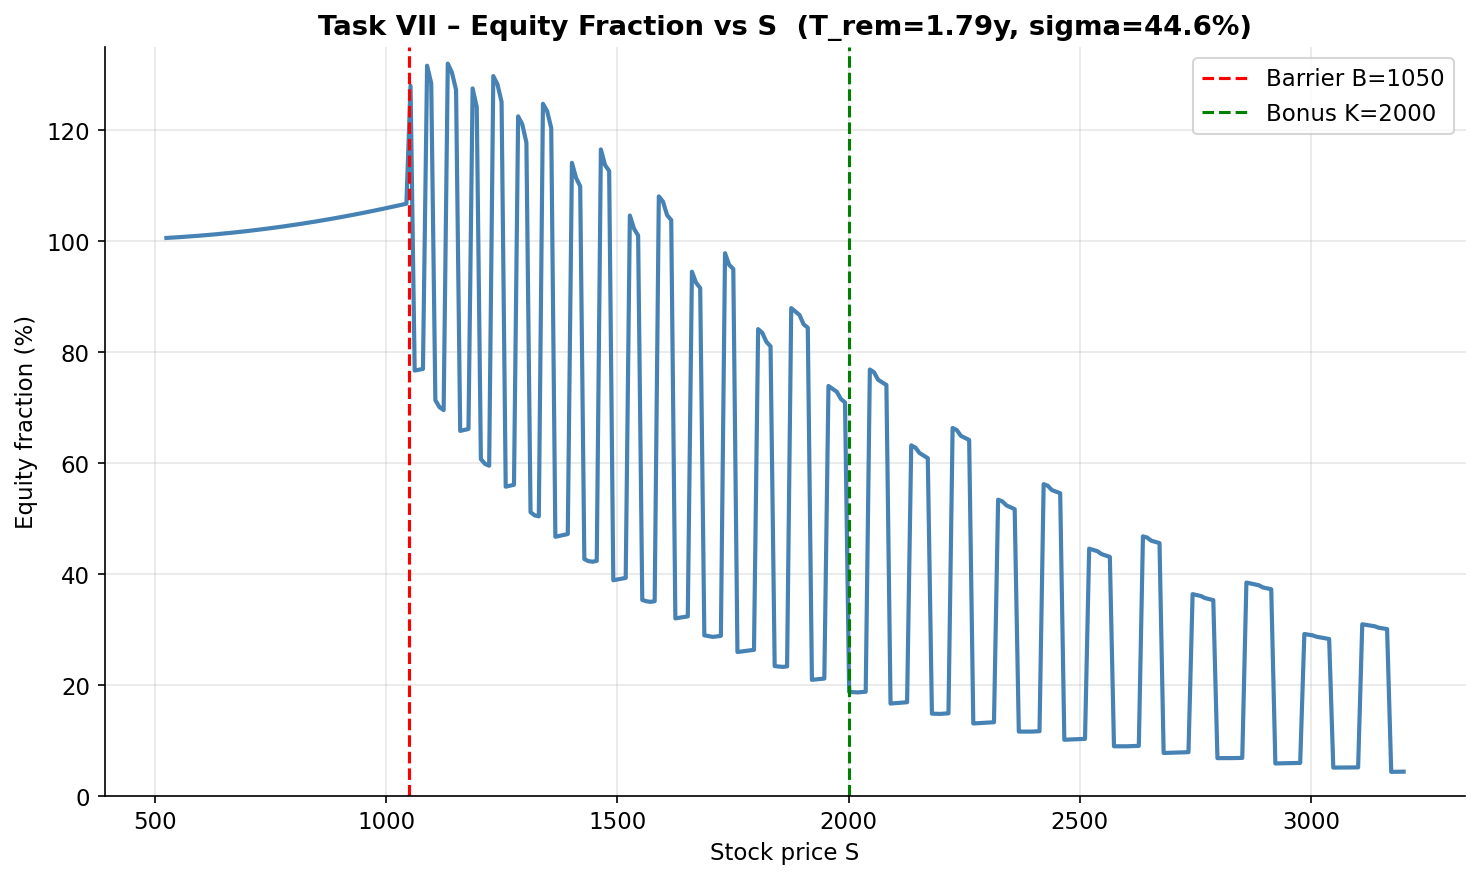 Task VII – Equity Fraction vs S  (T_rem=1.79y, sigma=44.6%)
Barrier B=1050
Bonus K=2000
Equity fraction (%)
120
100
80
60
40
20
0
500 1000 1500 2000 2500 3000
Stock price S